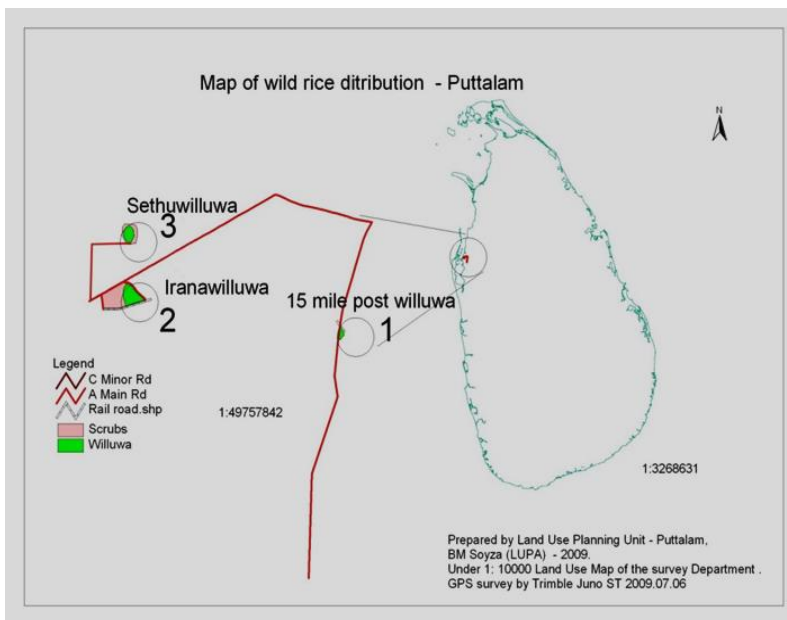 Map of wild rice ditribution - Puttalam
N
Sethuwilluwa
3
Iranawilluwa
2
15 mile post willuwa
1
Legend
C Minor Rd
A Main Rd
Rail road.shp
Scrubs
Willuwa
1:49757842
1:3268631
Prepared by Land Use Planning Unit - Puttalam,
BM Soyza (LUPA) - 2009.
Under 1: 10000 Land Use Map of the survey Department .
GPS survey by Trimble Juno ST 2009.07.06